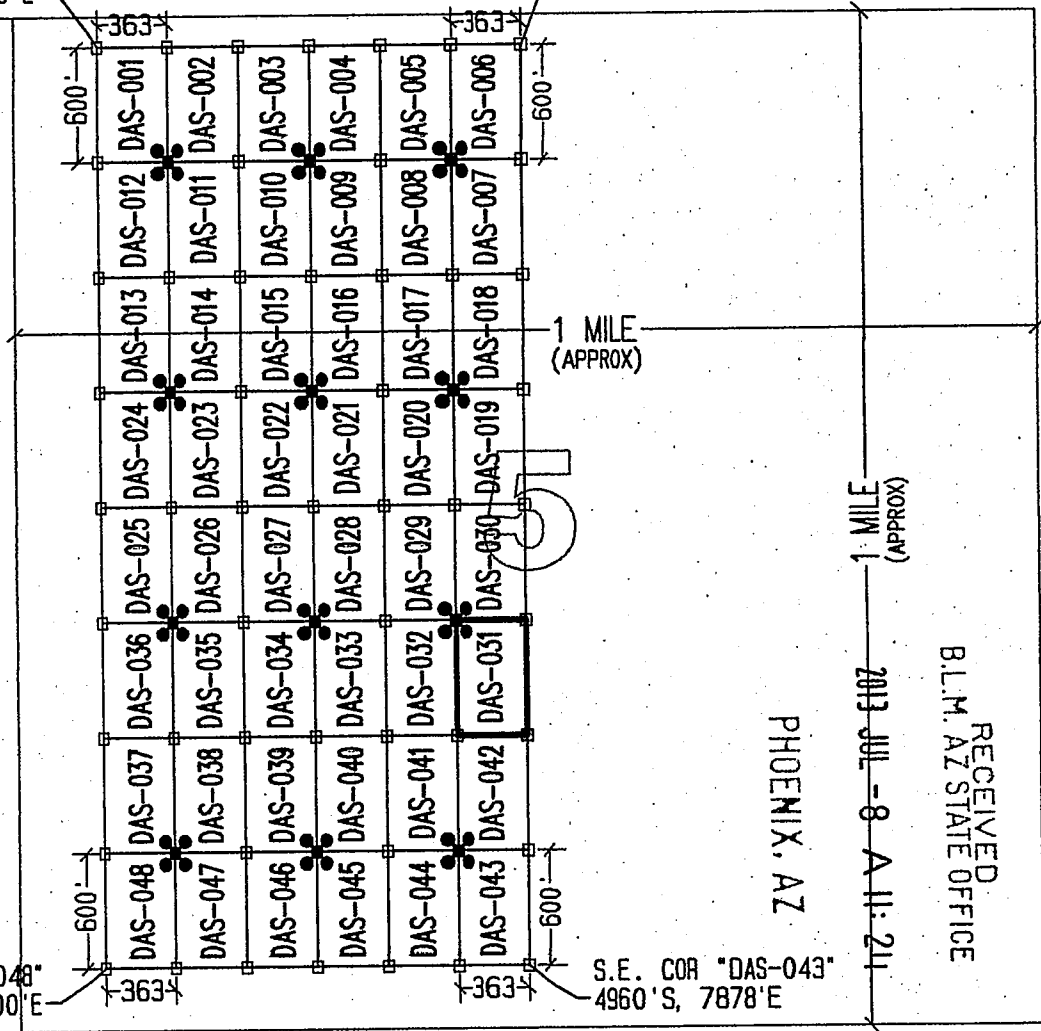 363
363
600'
600'
DAS-001
DAS-002
DAS-003
DAS-004
DAS-005
DAS-006
DAS-012
DAS-011
DAS-010
DAS-009
DAS-008
DAS-007
DAS-013
DAS-014
DAS-015
DAS-016
DAS-017
DAS-018
1 MILE
(APPROX)
DAS-024
DAS-023
DAS-022
DAS-021
DAS-020
DAS-019
5
1 MILE
(APPROX)
DAS-025
DAS-026
DAS-027
DAS-028
DAS-029
DAS-030
DAS-036
DAS-035
DAS-034
DAS-033
DAS-032
DAS-031
RECEIVED
B.L.M. AZ STATE OFFICE
2013 JUL -8 A 11: 24
PHOENIX, AZ
DAS-037
DAS-038
DAS-039
DAS-040
DAS-041
DAS-042
DAS-048
DAS-047
DAS-046
DAS-045
DAS-044
DAS-043
600'
600'
048"
00'E
363
363
S.E. COR "DAS-043"
4960'S, 7878'E